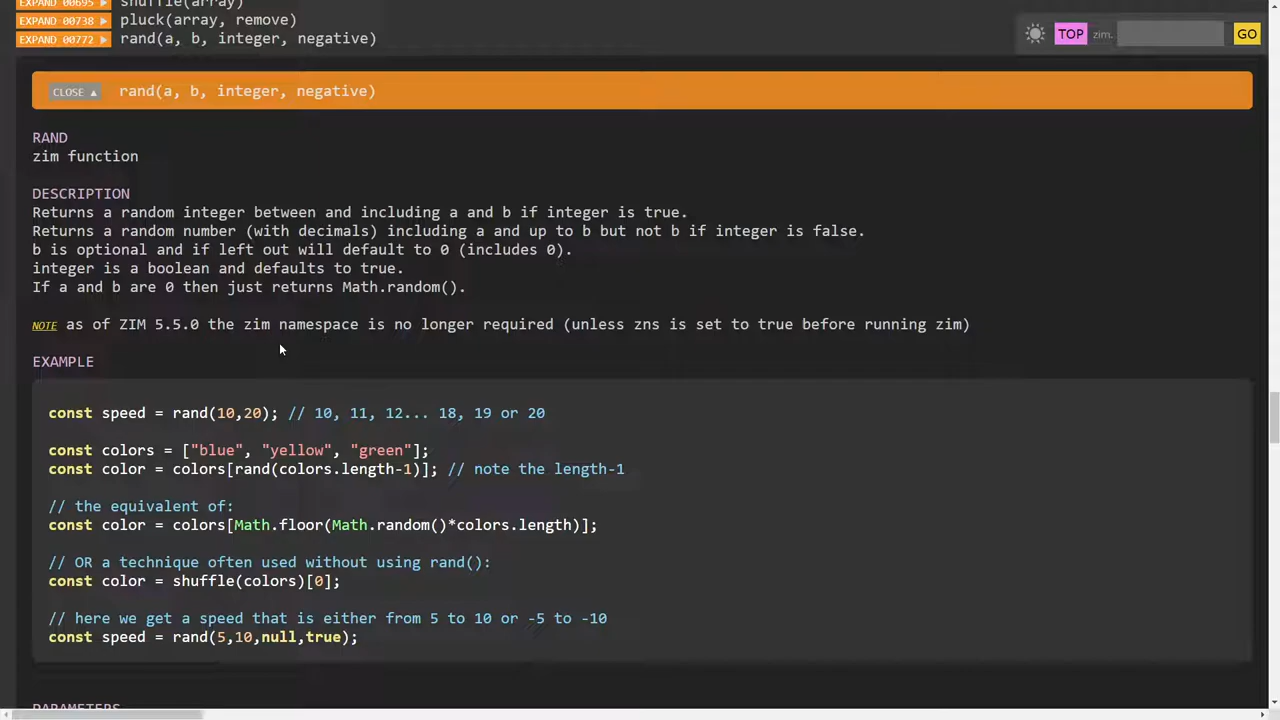 EXPAND 00695 ▶ shuffle(array)
EXPAND 00738 ▶ pluck(array, remove)
EXPAND 00772 ▶ rand(a, b, integer, negative)
TOP zim. GO
CLOSE ▲ rand(a, b, integer, negative)
RAND
zim function
DESCRIPTION
Returns a random integer between and including a and b if integer is true.
Returns a random number (with decimals) including a and up to b but not b if integer is false.
b is optional and if left out will default to 0 (includes 0).
integer is a boolean and defaults to true.
If a and b are 0 then just returns Math.random().
NOTE as of ZIM 5.5.0 the zim namespace is no longer required (unless zns is set to true before running zim)
EXAMPLE
const speed = rand(10,20); // 10, 11, 12... 18, 19 or 20
const colors = ["blue", "yellow", "green"];
const color = colors[rand(colors.length-1)]; // note the length-1
// the equivalent of:
const color = colors[Math.floor(Math.random()*colors.length)];
// OR a technique often used without using rand():
const color = shuffle(colors)[0];
// here we get a speed that is either from 5 to 10 or -5 to -10
const speed = rand(5,10,null,true);
PARAMETERS